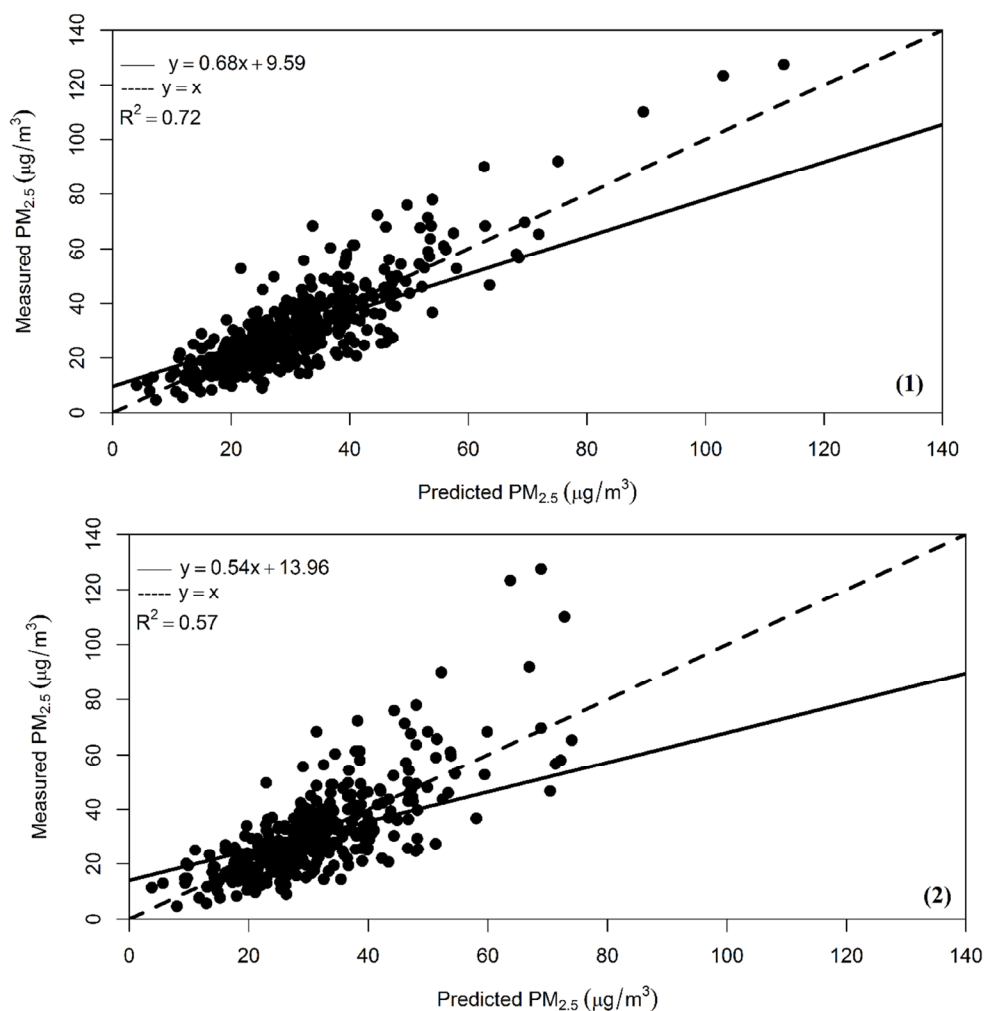 140
120
100
80
60
40
20
0
Measured PM2.5 (μg/m³)
y = 0.68x + 9.59
y = x
R² = 0.72
(1)
0 20 40 60 80 100 120 140
Predicted PM2.5 (μg/m³)
140
120
100
80
60
40
20
0
Measured PM2.5 (μg/m³)
y = 0.54x + 13.96
y = x
R² = 0.57
(2)
0 20 40 60 80 100 120 140
Predicted PM2.5 (μg/m³)